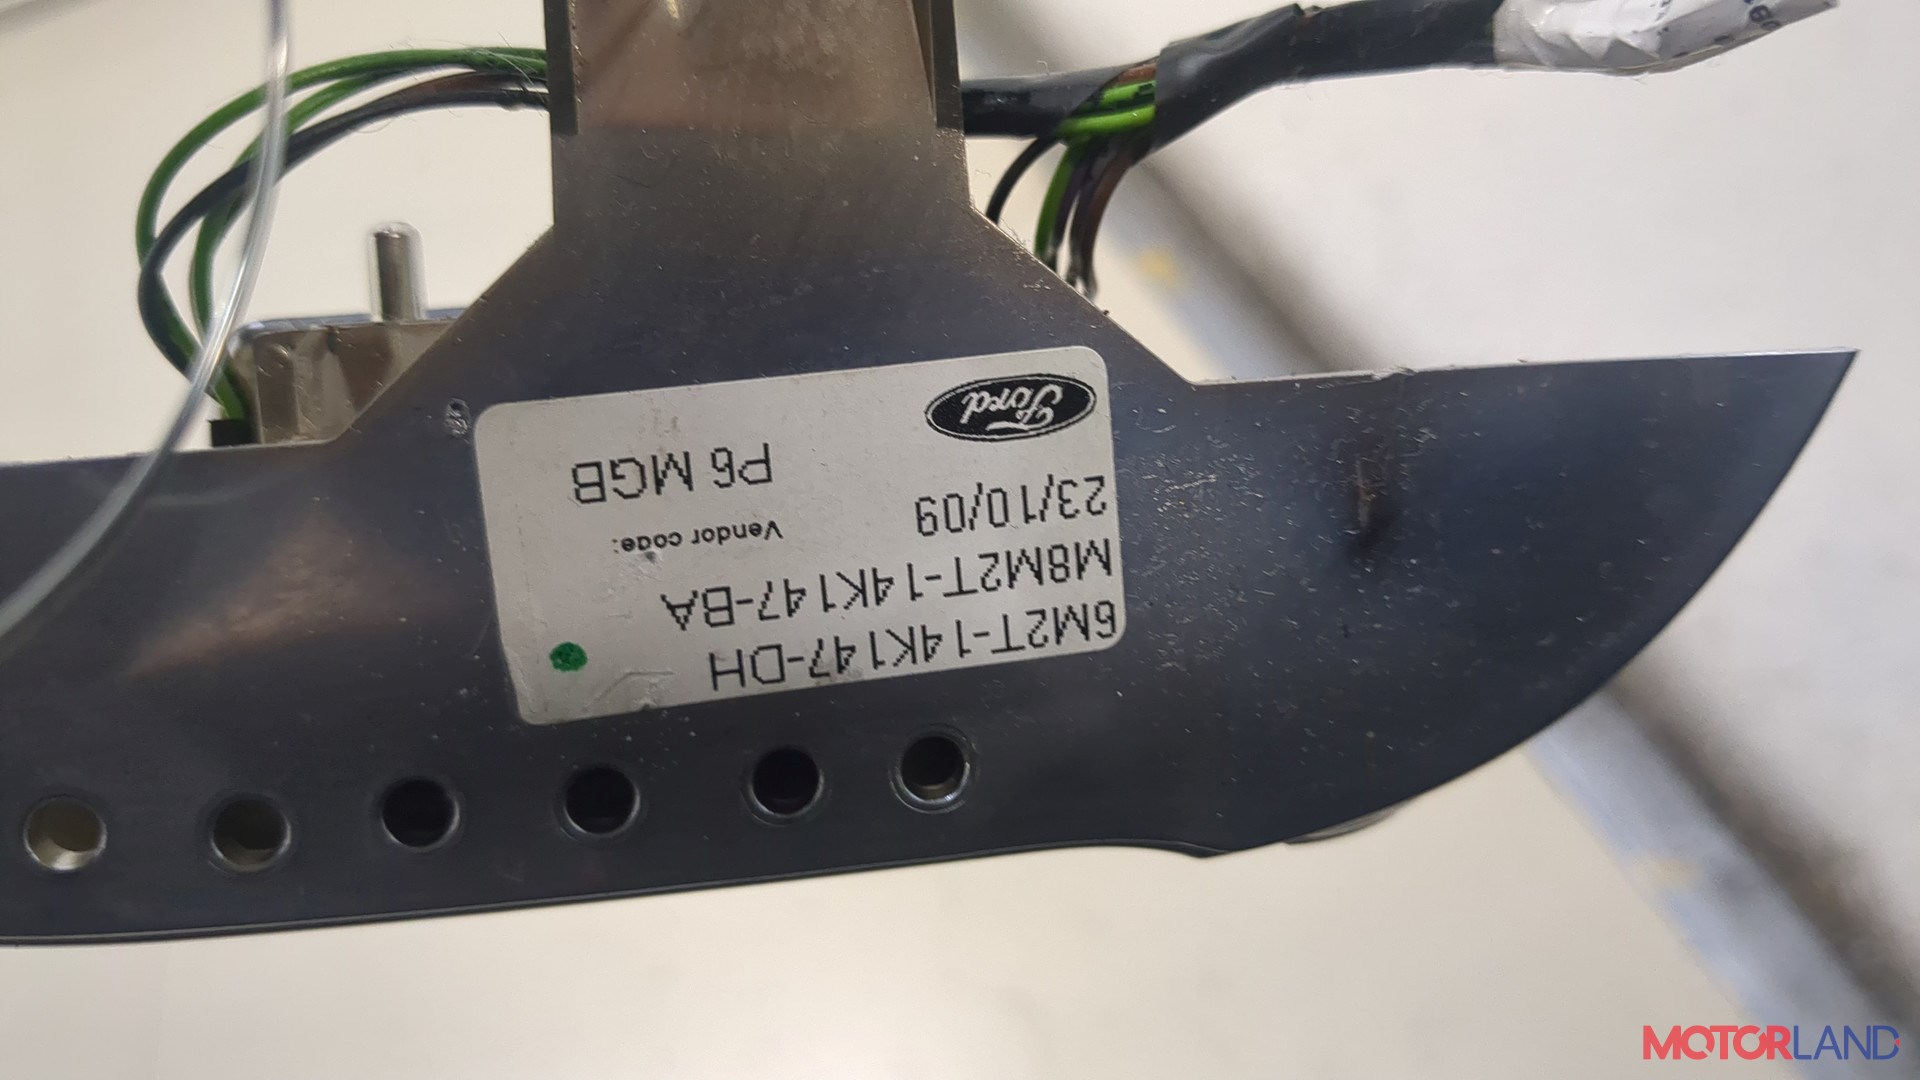 6M2T-14K147-DH
M8M2T-14K147-BA
Vendor code:
23/10/09
P6 MGB
Ford
MOTORLAND